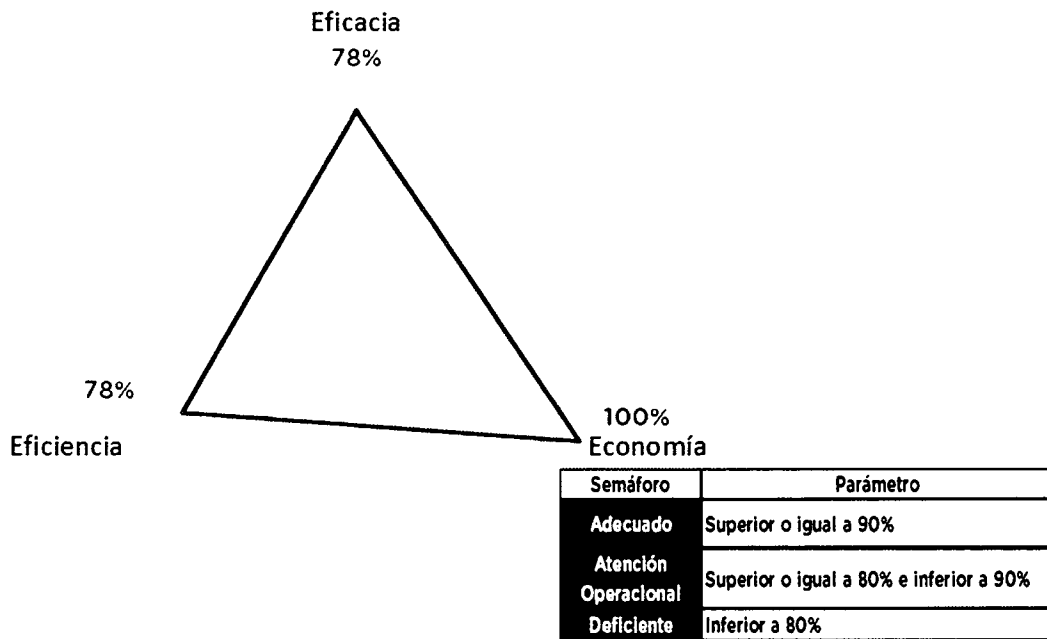 Eficacia
78%
78%
Eficiencia
100%
Economía
Semáforo Parámetro
Adecuado Superior o igual a 90%
Atención
Operacional Superior o igual a 80% e inferior a 90%
Deficiente Inferior a 80%